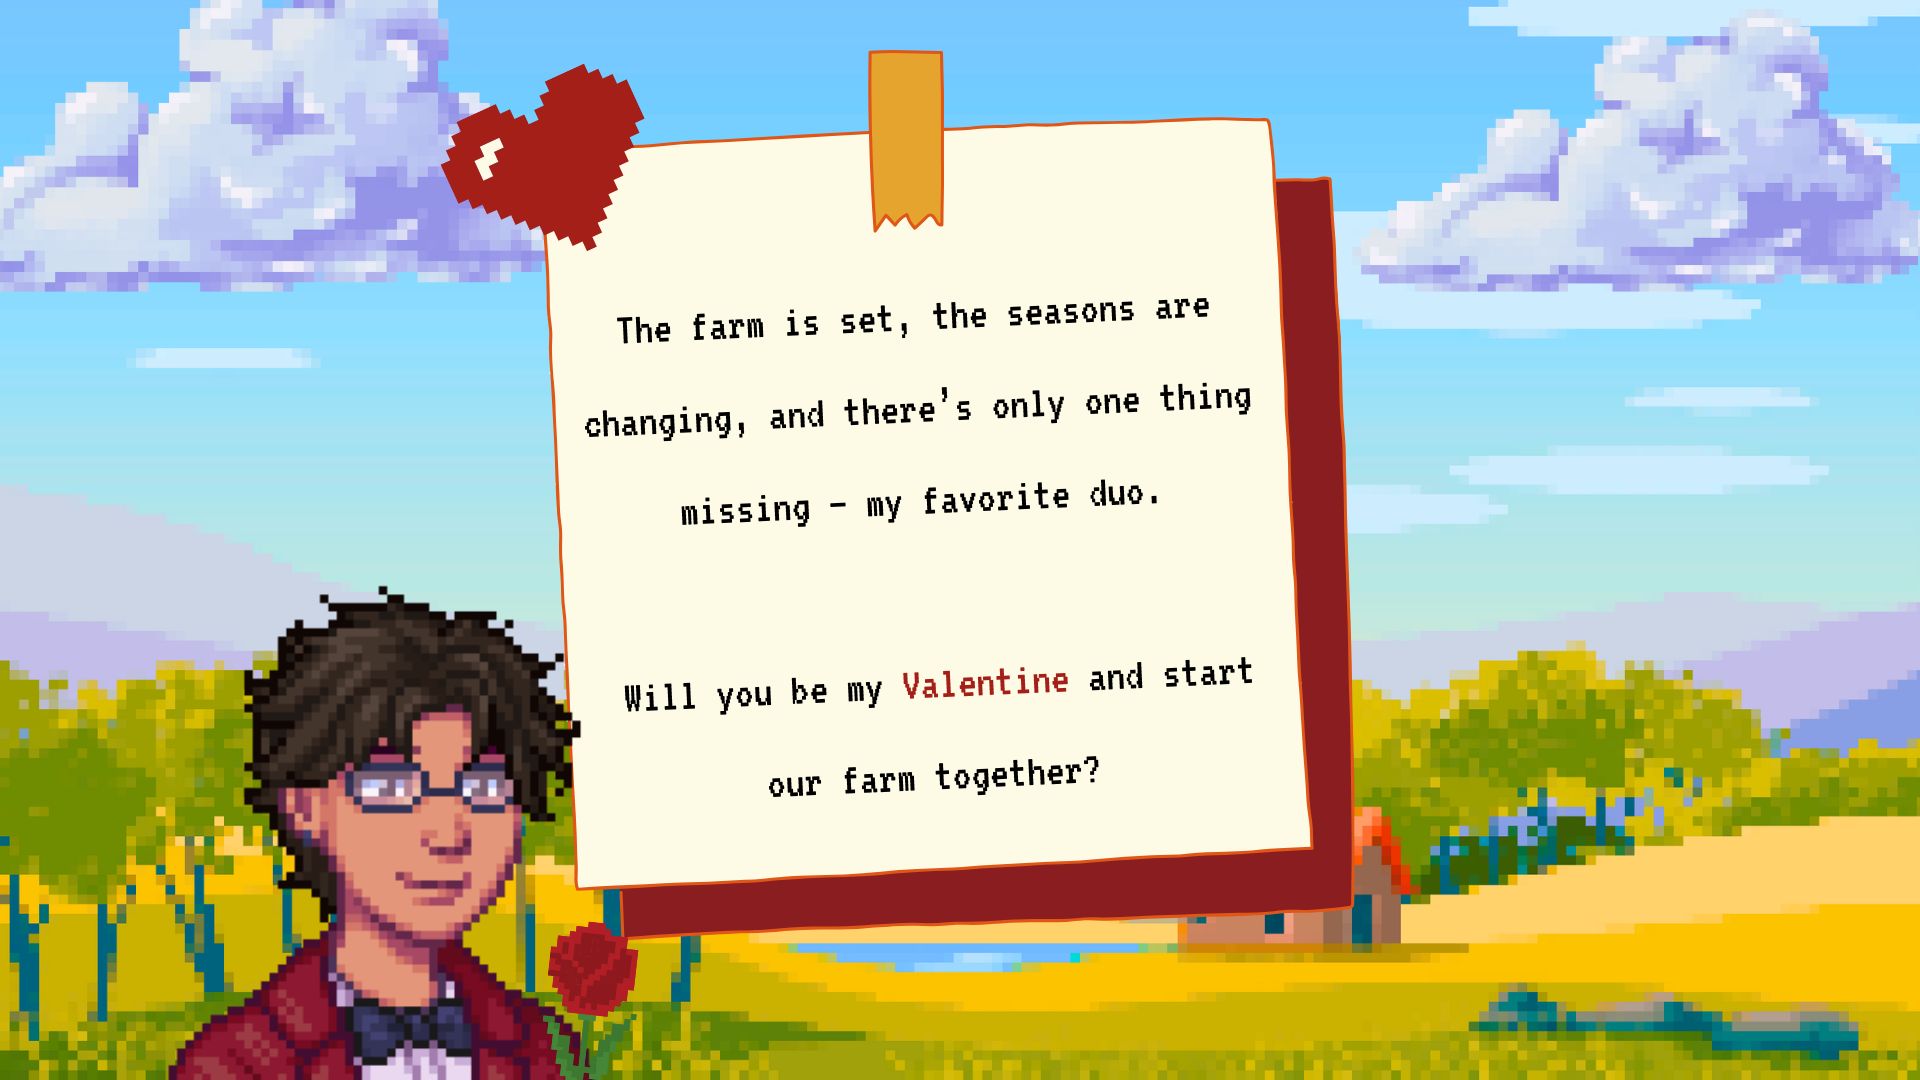 The farm is set, the seasons are
changing, and there's only one thing
missing – my favorite duo.
Will you be my Valentine and start
our farm together?